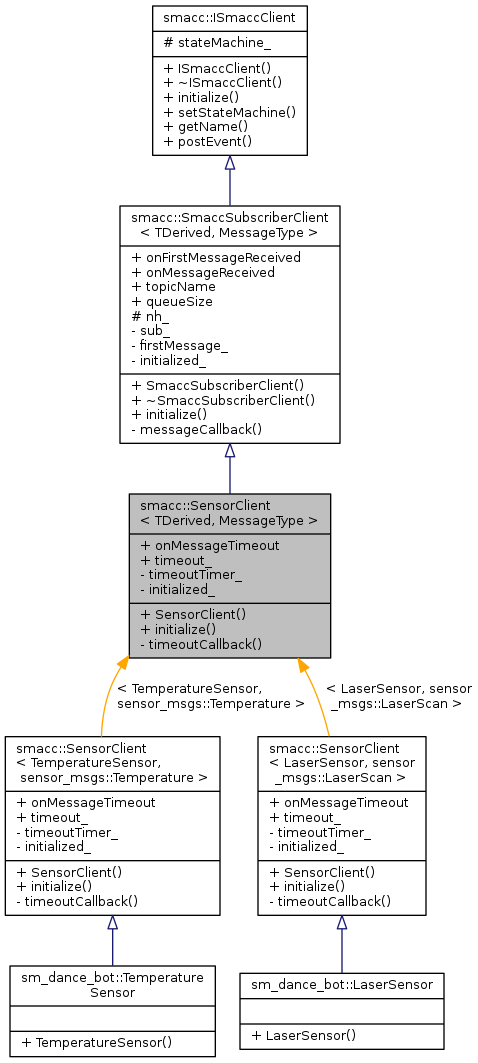 smacc::ISmaccClient
# stateMachine_
+ ISmaccClient()
+ ~ISmaccClient()
+ initialize()
+ setStateMachine()
+ getName()
+ postEvent()
smacc::SmaccSubscriberClient
< TDerived, MessageType >
+ onFirstMessageReceived
+ onMessageReceived
+ topicName
+ queueSize
# nh_
- sub_
- firstMessage_
- initialized_
+ SmaccSubscriberClient()
+ ~SmaccSubscriberClient()
+ initialize()
- messageCallback()
smacc::SensorClient
< TDerived, MessageType >
+ onMessageTimeout
+ timeout_
- timeoutTimer_
- initialized_
+ SensorClient()
+ initialize()
- timeoutCallback()
< TemperatureSensor,
sensor_msgs::Temperature >
< LaserSensor, sensor
_msgs::LaserScan >
smacc::SensorClient
< TemperatureSensor,
sensor_msgs::Temperature >
+ onMessageTimeout
+ timeout_
- timeoutTimer_
- initialized_
+ SensorClient()
+ initialize()
- timeoutCallback()
smacc::SensorClient
< LaserSensor, sensor
_msgs::LaserScan >
+ onMessageTimeout
+ timeout_
- timeoutTimer_
- initialized_
+ SensorClient()
+ initialize()
- timeoutCallback()
sm_dance_bot::Temperature
Sensor
+ TemperatureSensor()
sm_dance_bot::LaserSensor
+ LaserSensor()